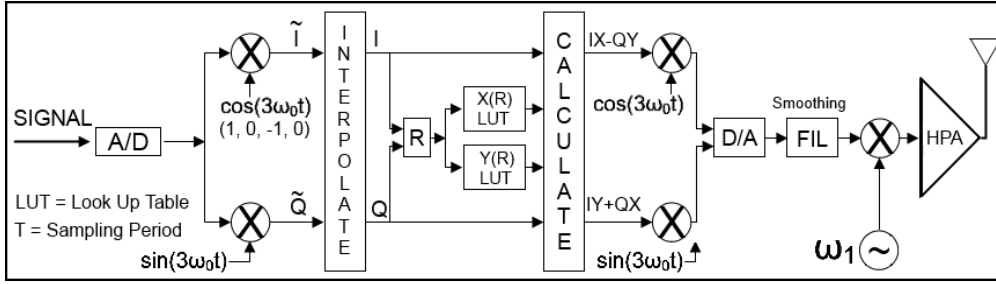 SIGNAL
A/D
LUT = Look Up Table
T = Sampling Period
X
Ĩ
cos(3ω₀t)
(1, 0, -1, 0)
X
Q̃
sin(3ω₀t)
INTERPOLATE
I
Q
R
X(R)
LUT
Y(R)
LUT
CALCULATE
IX-QY
X
cos(3ω₀t)
IY+QX
X
sin(3ω₀t)
D/A
Smoothing
FIL
X
ω₁
~
HPA